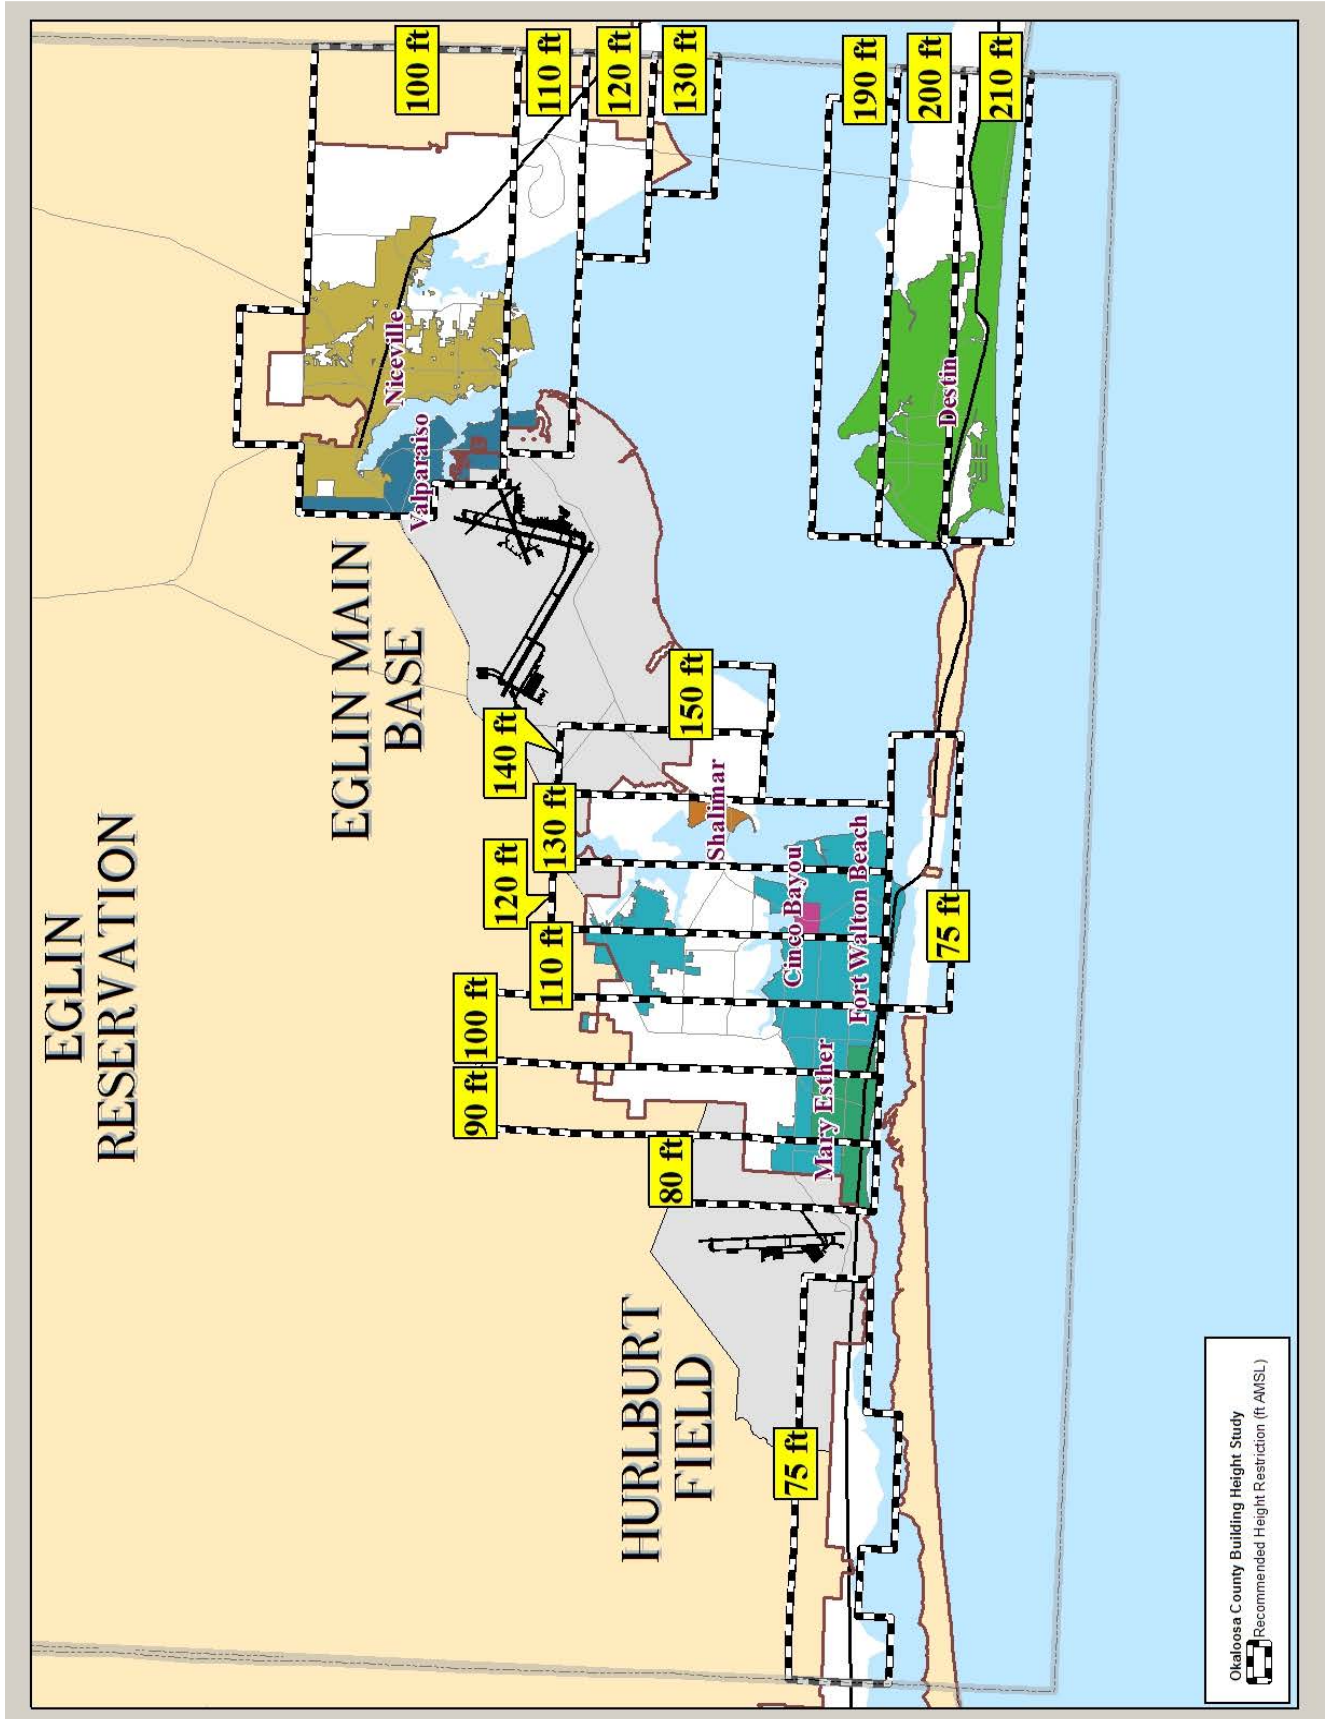 EGLIN
RESERVATION
EGLIN MAIN
BASE
HURLBURT
FIELD
75 ft
80 ft
90 ft
100 ft
110 ft
120 ft
130 ft
140 ft
150 ft
75 ft
100 ft
110 ft
120 ft
130 ft
190 ft
200 ft
210 ft
Niceville
Valparaiso
Shalimar
Cinco Bayou
Fort Walton Beach
Mary Esther
Destin
Okaloosa County Building Height Study
Recommended Height Restriction (ft AMSL)